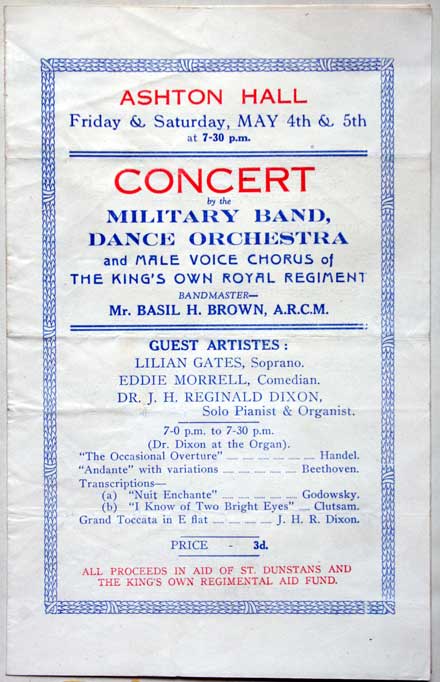 ASHTON HALL
Friday & Saturday, MAY 4th & 5th
at 7-30 p.m.
CONCERT
by the
MILITARY BAND,
DANCE ORCHESTRA
and MALE VOICE CHORUS of
THE KING'S OWN ROYAL REGIMENT
BANDMASTER—
Mr. BASIL H. BROWN, A.R.C.M.
GUEST ARTISTES :
LILIAN GATES, Soprano.
EDDIE MORRELL, Comedian.
DR. J. H. REGINALD DIXON,
Solo Pianist & Organist.
7-0 p.m. to 7-30 p.m.
(Dr. Dixon at the Organ).
"The Occasional Overture" — — — — — — Handel.
"Andante" with variations — — — — — Beethoven.
Transcriptions—
(a) "Nuit Enchante" — — — — — Godowsky.
(b) "I Know of Two Bright Eyes" — Clutsam.
Grand Toccata in E flat — — — — J. H. R. Dixon.
PRICE - 3d.
ALL PROCEEDS IN AID OF ST. DUNSTANS AND
THE KING'S OWN REGIMENTAL AID FUND.